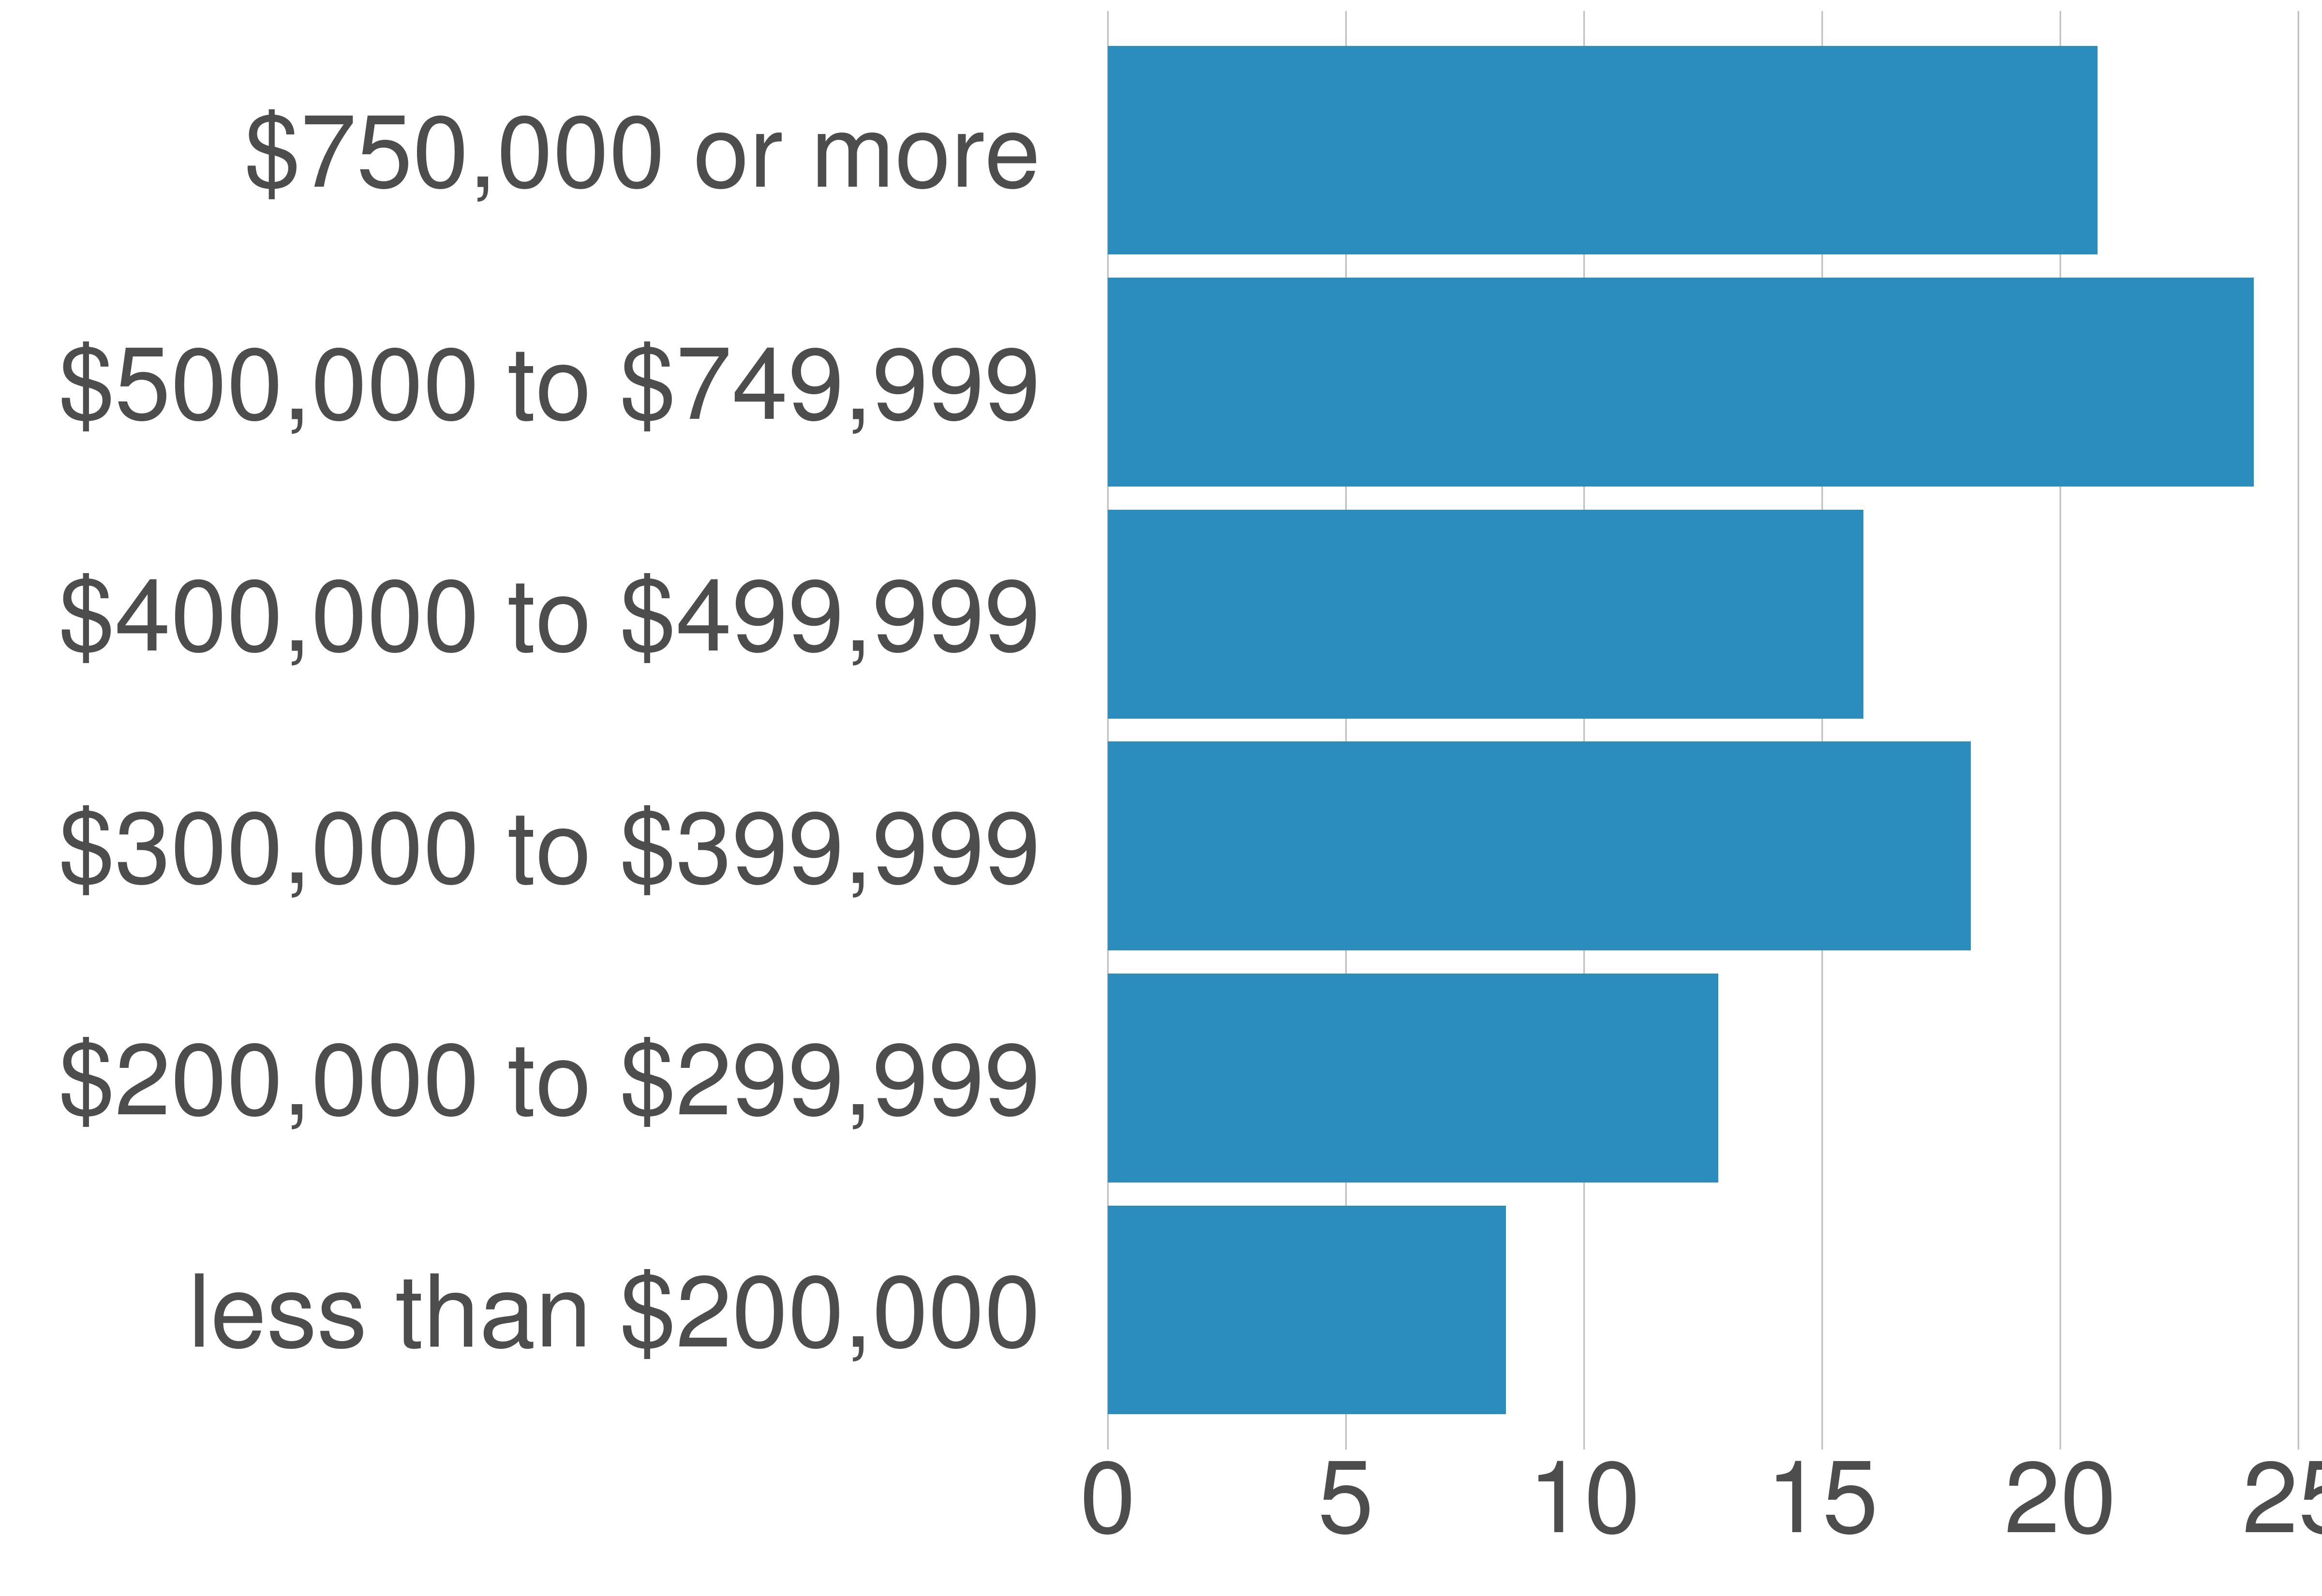 $750,000 or more
$500,000 to $749,999
$400,000 to $499,999
$300,000 to $399,999
$200,000 to $299,999
less than $200,000
0 5 10 15 20 25